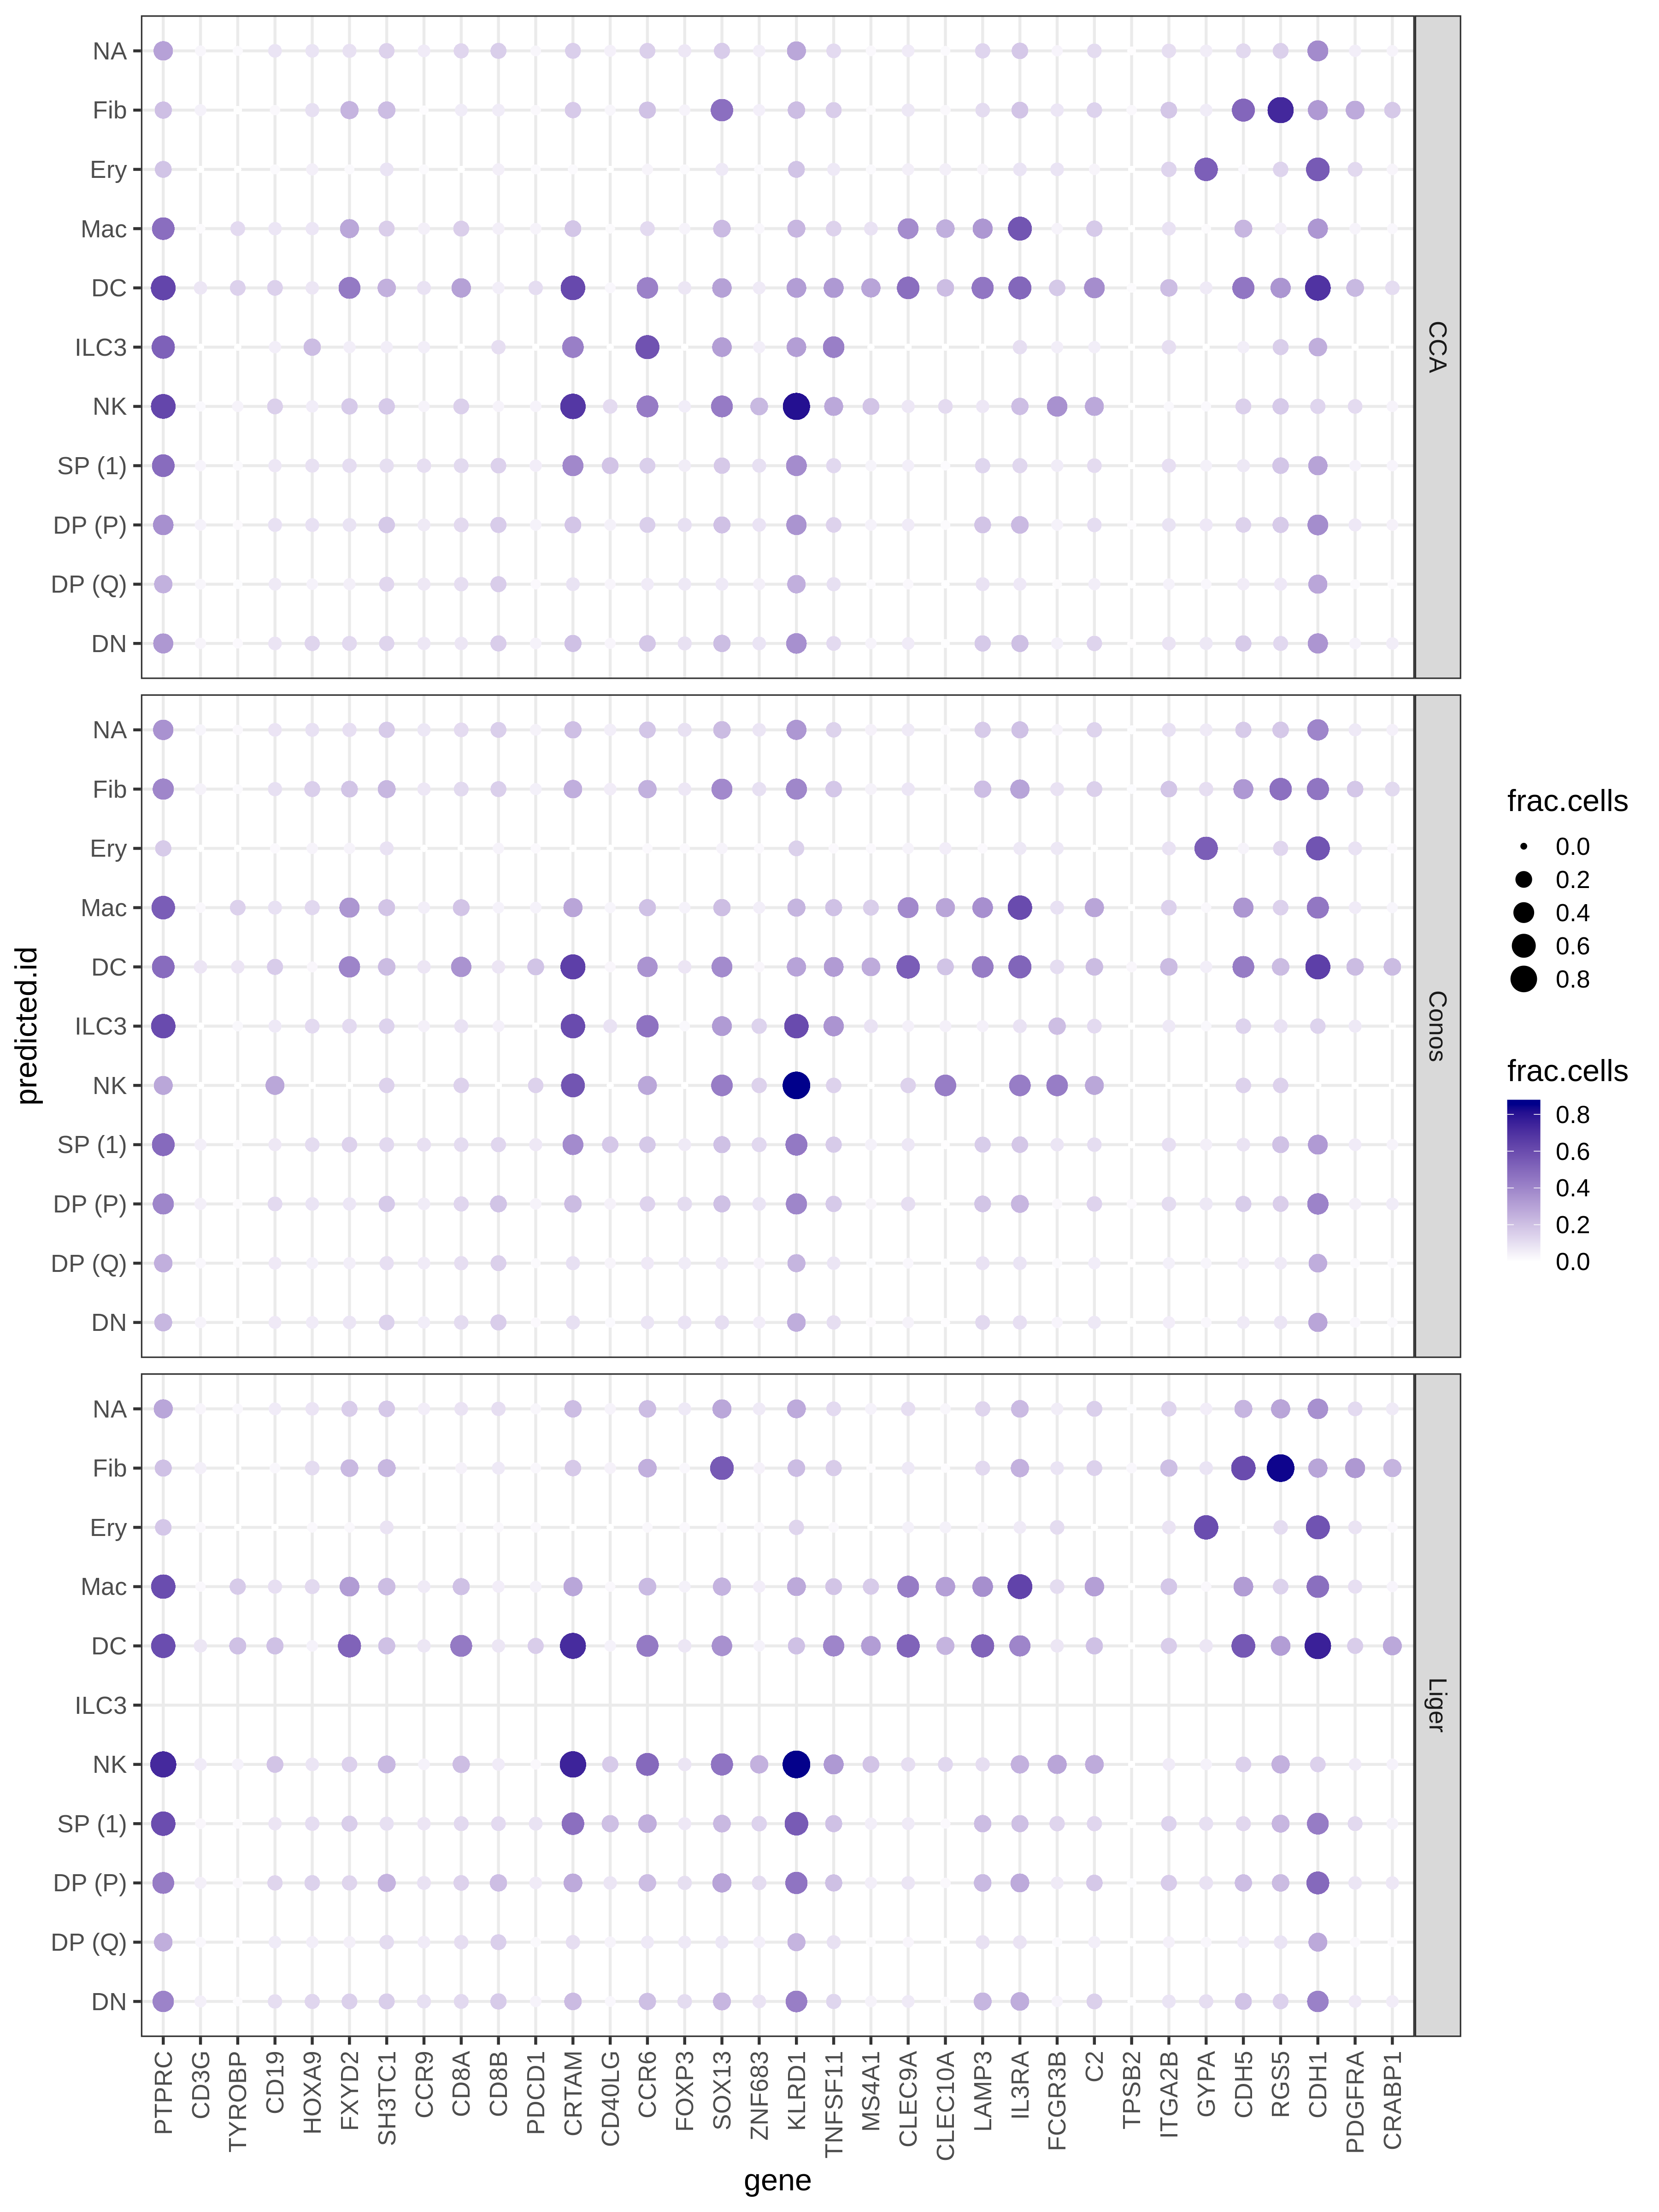 predicted.id
NA
Fib
Ery
Mac
DC
ILC3
NK
SP (1)
DP (P)
DP (Q)
DN
CCA
NA
Fib
Ery
Mac
DC
ILC3
NK
SP (1)
DP (P)
DP (Q)
DN
Conos
NA
Fib
Ery
Mac
DC
ILC3
NK
SP (1)
DP (P)
DP (Q)
DN
Liger
PTPRC
CD3G
TYROBP
CD19
HOXA9
FXYD2
SH3TC1
CCR9
CD8A
CD8B
PDCD1
CRTAM
CD40LG
CCR6
FOXP3
SOX13
ZNF683
KLRD1
TNFSF11
MS4A1
CLEC9A
CLEC10A
LAMP3
IL3RA
FCGR3B
C2
TPSB2
ITGA2B
GYPA
CDH5
RGS5
CDH1
PDGFRA
CRABP1
gene
frac.cells
0.0
0.2
0.4
0.6
0.8
frac.cells
0.8
0.6
0.4
0.2
0.0